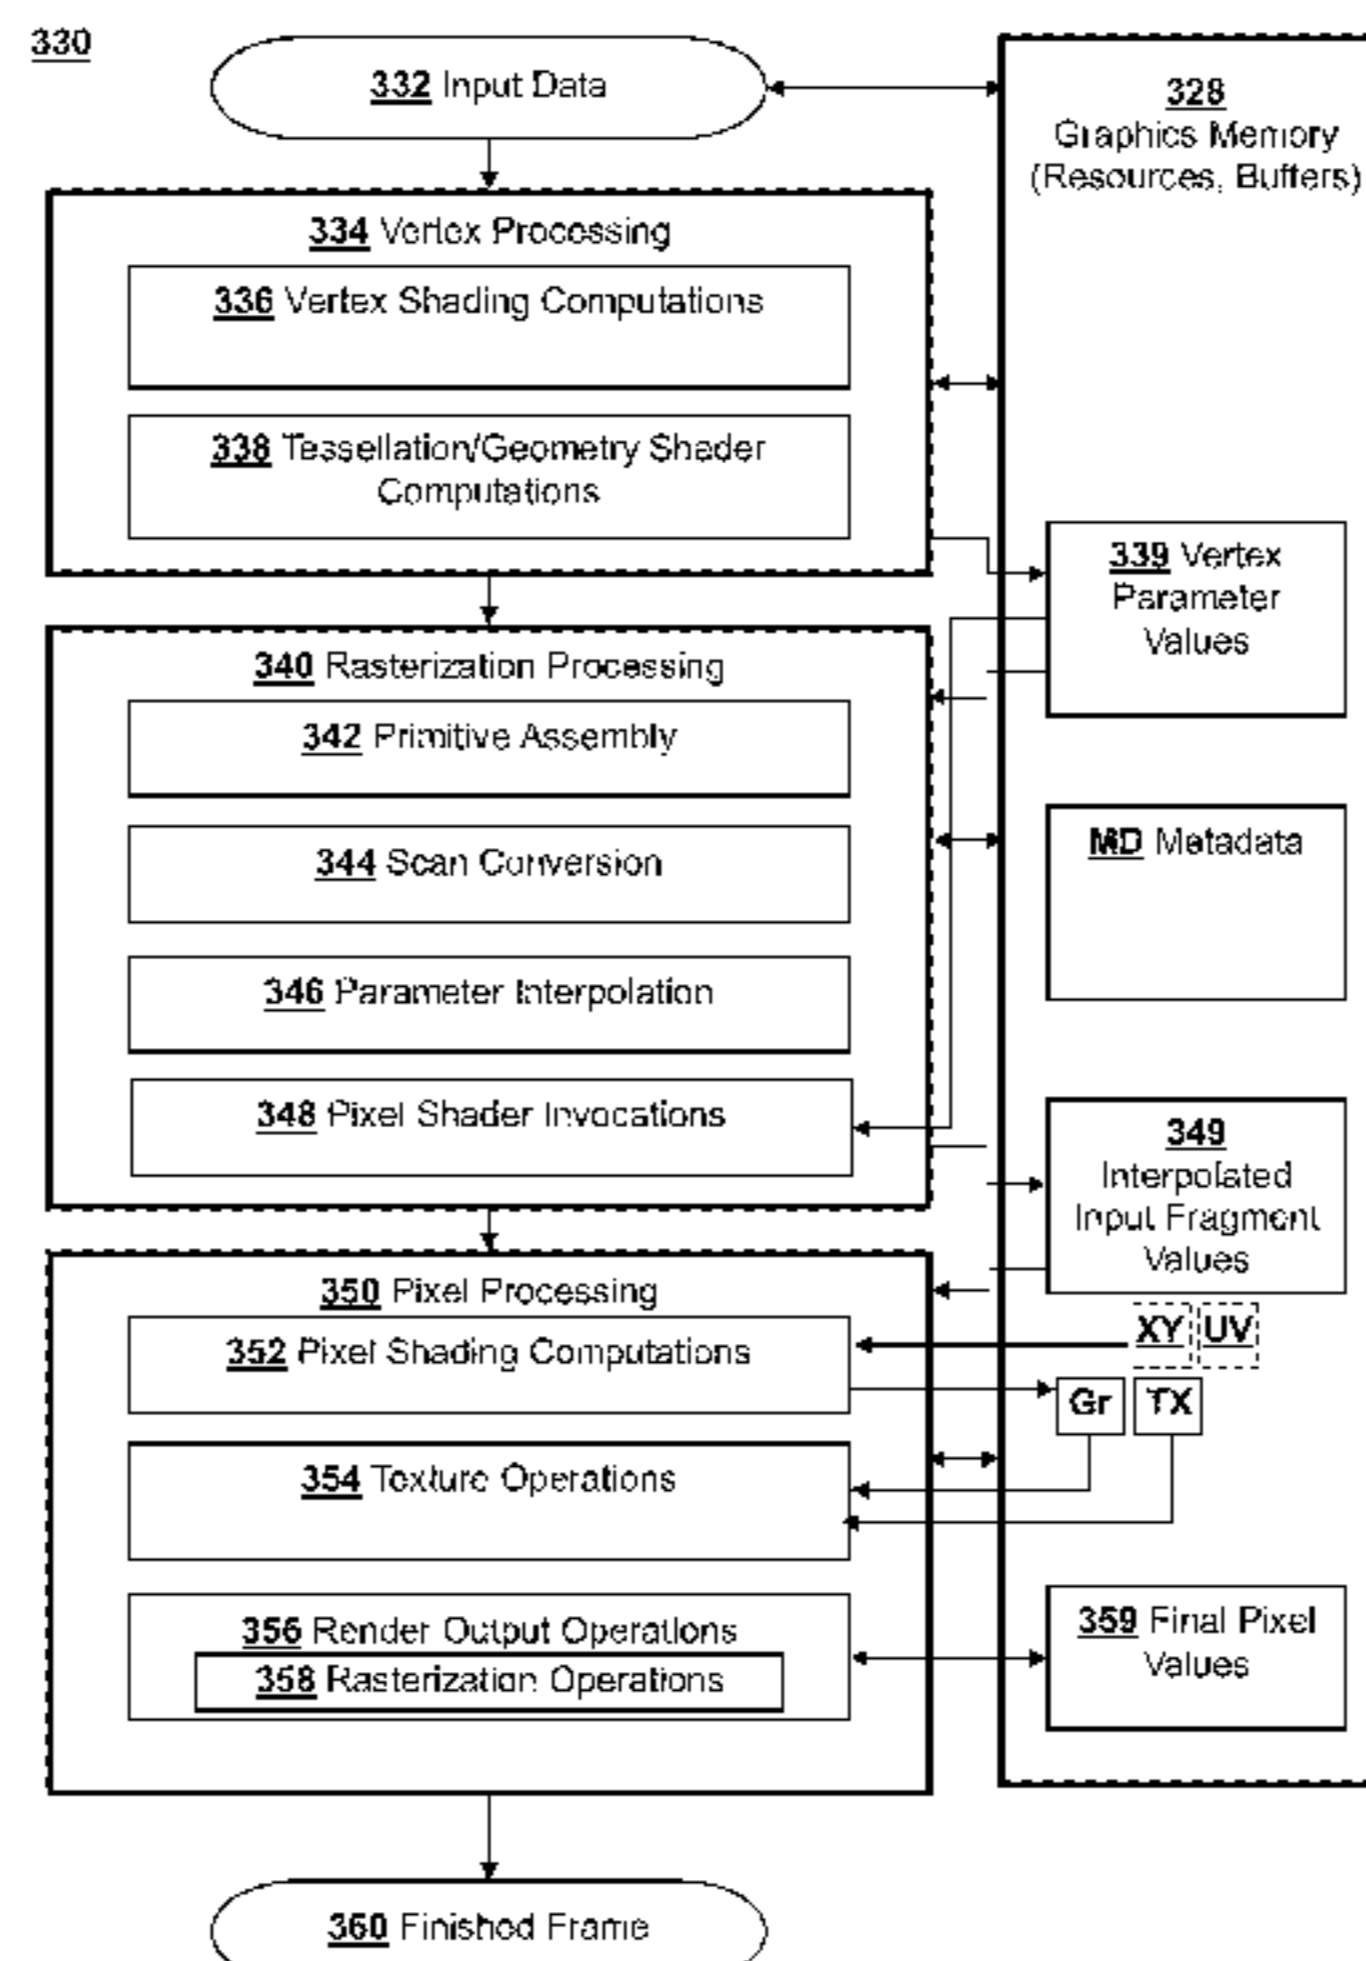 330
332 Input Data
328
Graphics Memory
(Resources, Buffers)
334 Vertex Processing
336 Vertex Shading Computations
338 Tessellation/Geometry Shader
Computations
339 Vertex
Parameter
Values
340 Rasterization Processing
342 Primitive Assembly
344 Scan Conversion
MD Metadata
346 Parameter Interpolation
348 Pixel Shader Invocations
349
Interpolated
Input Fragment
Values
350 Pixel Processing
XY UV
352 Pixel Shading Computations
Gr TX
354 Texture Operations
356 Render Output Operations
358 Rasterization Operations
359 Final Pixel
Values
360 Finished Frame